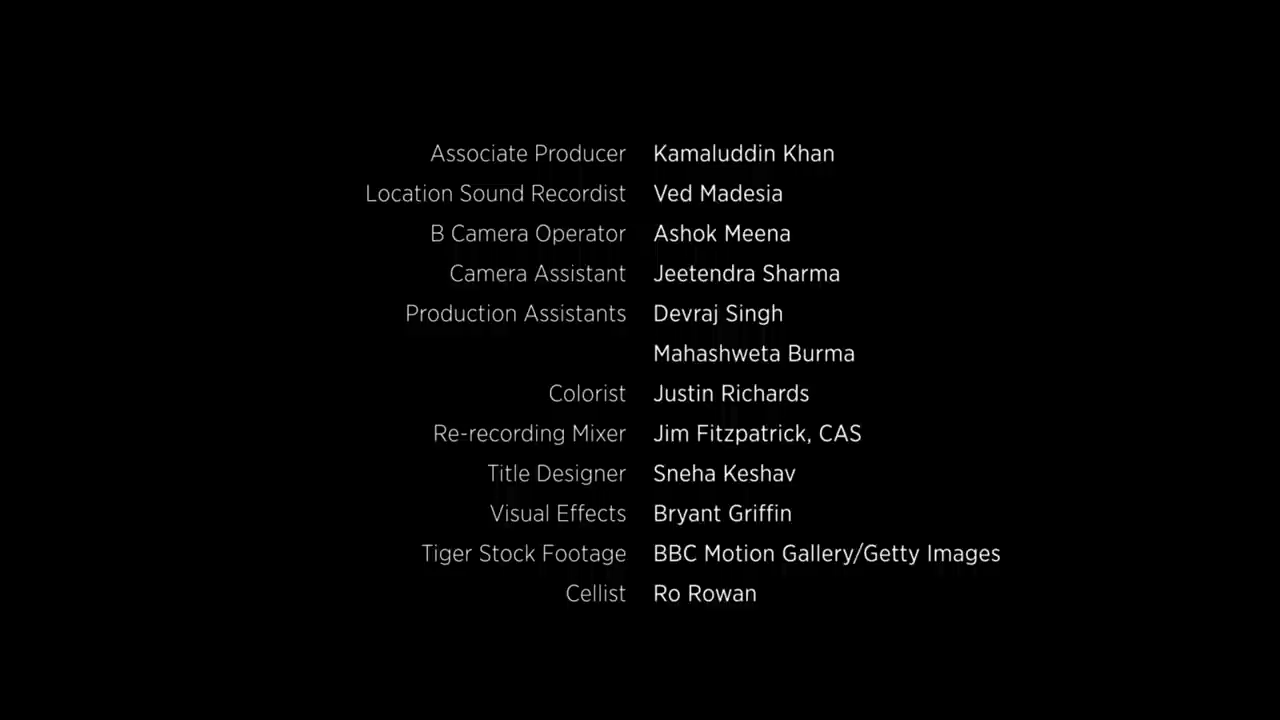 Associate Producer Kamaluddin Khan
Location Sound Recordist Ved Madesia
B Camera Operator Ashok Meena
Camera Assistant Jeetendra Sharma
Production Assistants Devraj Singh
Mahashweta Burma
Colorist Justin Richards
Re-recording Mixer Jim Fitzpatrick, CAS
Title Designer Sneha Keshav
Visual Effects Bryant Griffin
Tiger Stock Footage BBC Motion Gallery/Getty Images
Cellist Ro Rowan